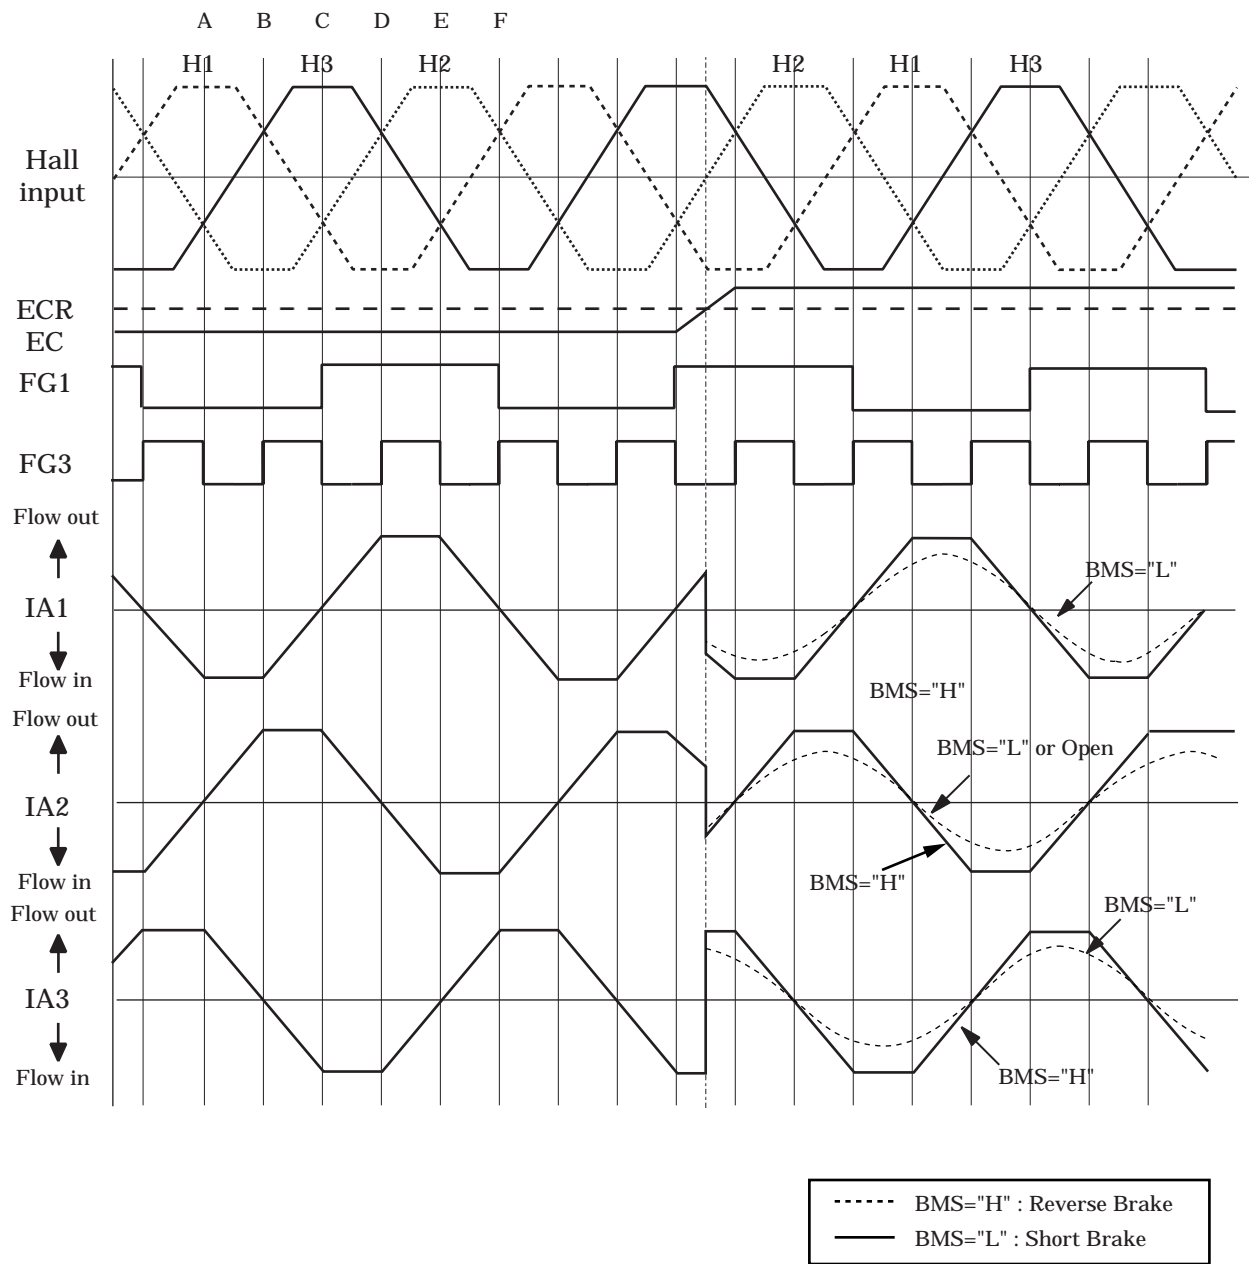 A B C D E F
H1 H3 H2 H2 H1 H3
Hall
input
ECR
EC
FG1
FG3
Flow out
IA1
BMS="L"
Flow in
BMS="H"
Flow out
BMS="L" or Open
IA2
Flow in
BMS="H"
Flow out
BMS="L"
IA3
Flow in
BMS="H"
BMS="H" : Reverse Brake
BMS="L" : Short Brake